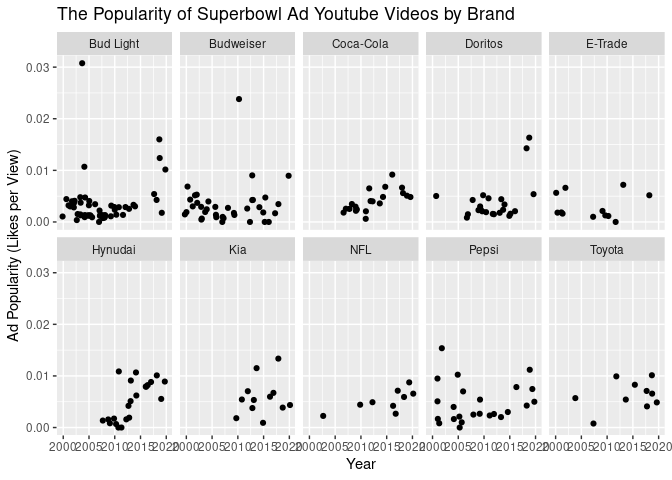 The Popularity of Superbowl Ad Youtube Videos by Brand
Bud Light Budweiser Coca-Cola Doritos E-Trade
0.03
0.02
0.01
0.00
Hynudai Kia NFL Pepsi Toyota
0.03
0.02
0.01
0.00
Ad Popularity (Likes per View)
2000 2005 2010 2015 2020 2000 2005 2010 2015 2020 2000 2005 2010 2015 2020 2000 2005 2010 2015 2020 2000 2005 2010 2015 2020
Year